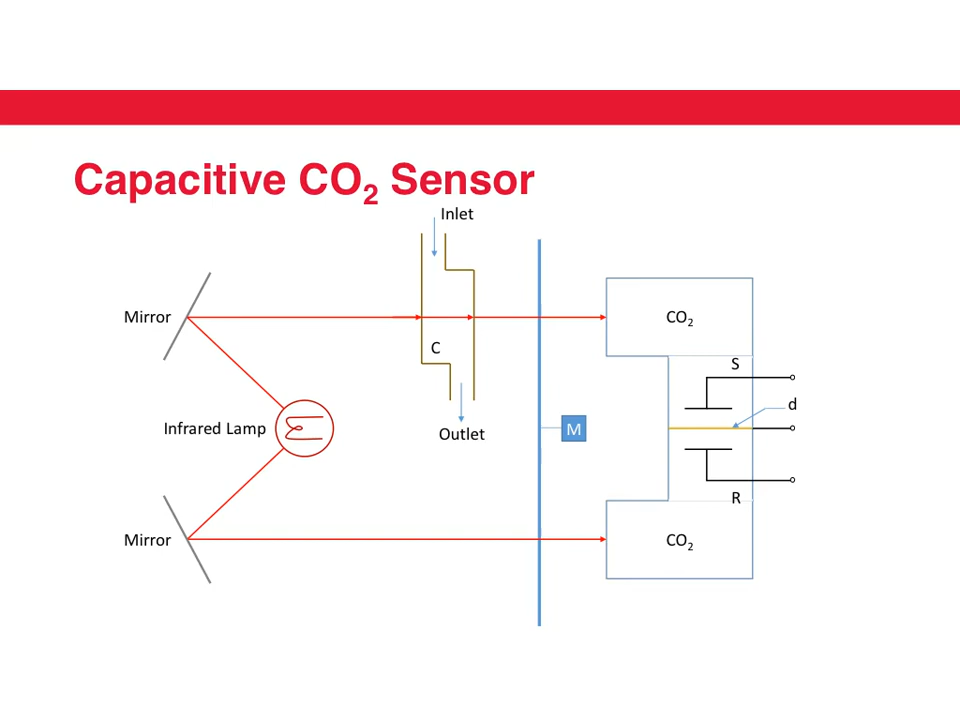 Capacitive CO₂ Sensor
Inlet
Mirror
CO₂
C
S
d
Infrared Lamp
Outlet
M
R
Mirror
CO₂